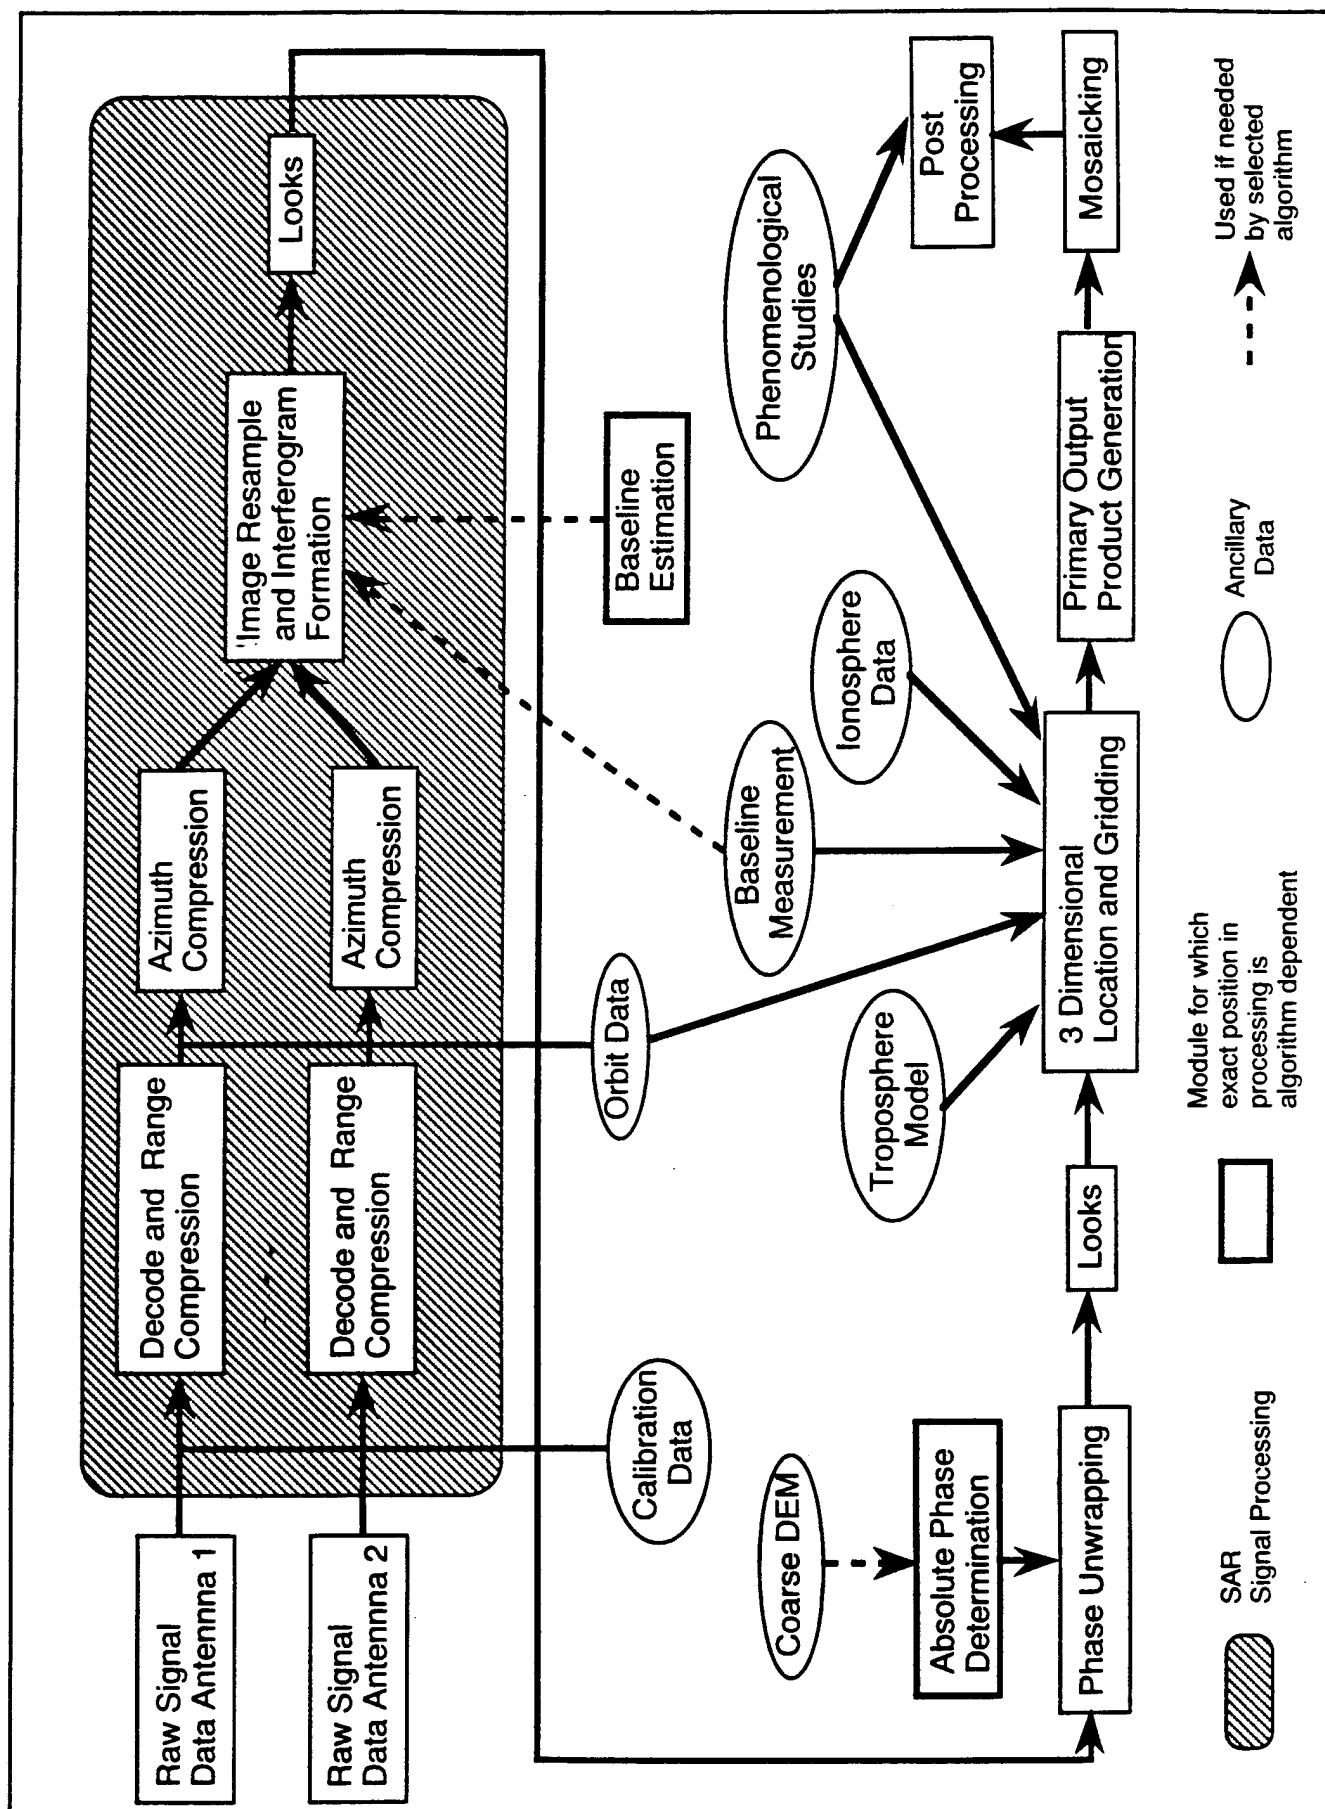 Raw Signal
Data Antenna 1
Decode and Range
Compression
Azimuth
Compression
Image Resample
and Interferogram
Formation
Looks
Raw Signal
Data Antenna 2
Decode and Range
Compression
Azimuth
Compression
Calibration
Data
Orbit Data
Baseline
Estimation
Coarse DEM
Baseline
Measurement
Phenomenological
Studies
Troposphere
Model
Ionosphere
Data
Absolute Phase
Determination
Post
Processing
Phase Unwrapping
Looks
3 Dimensional
Location and Gridding
Primary Output
Product Generation
Mosaicking
SAR
Signal Processing
Module for which
exact position in
processing is
algorithm dependent
Ancillary
Data
Used if needed
by selected
algorithm